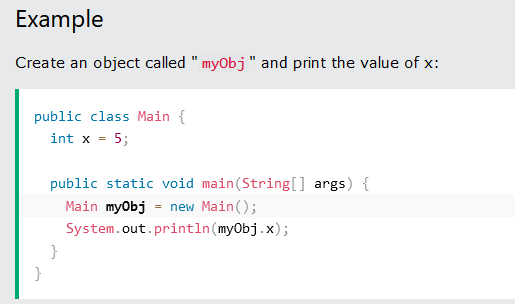 Example
Create an object called "myObj" and print the value of x:
public class Main {
  int x = 5;

  public static void main(String[] args) {
    Main myObj = new Main();
    System.out.println(myObj.x);
  }
}